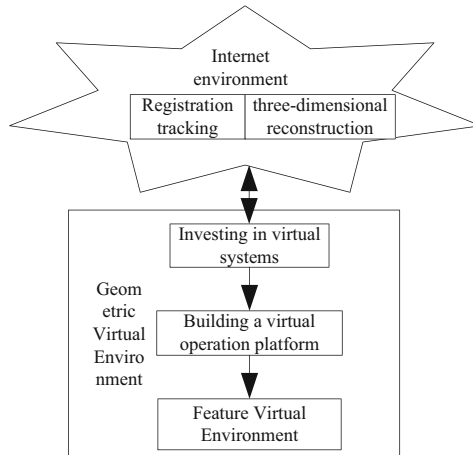 Internet
environment
Registration
tracking
three-dimensional
reconstruction
Investing in virtual
systems
Geom
etric
Virtual
Enviro
nment
Building a virtual
operation platform
Feature Virtual
Environment